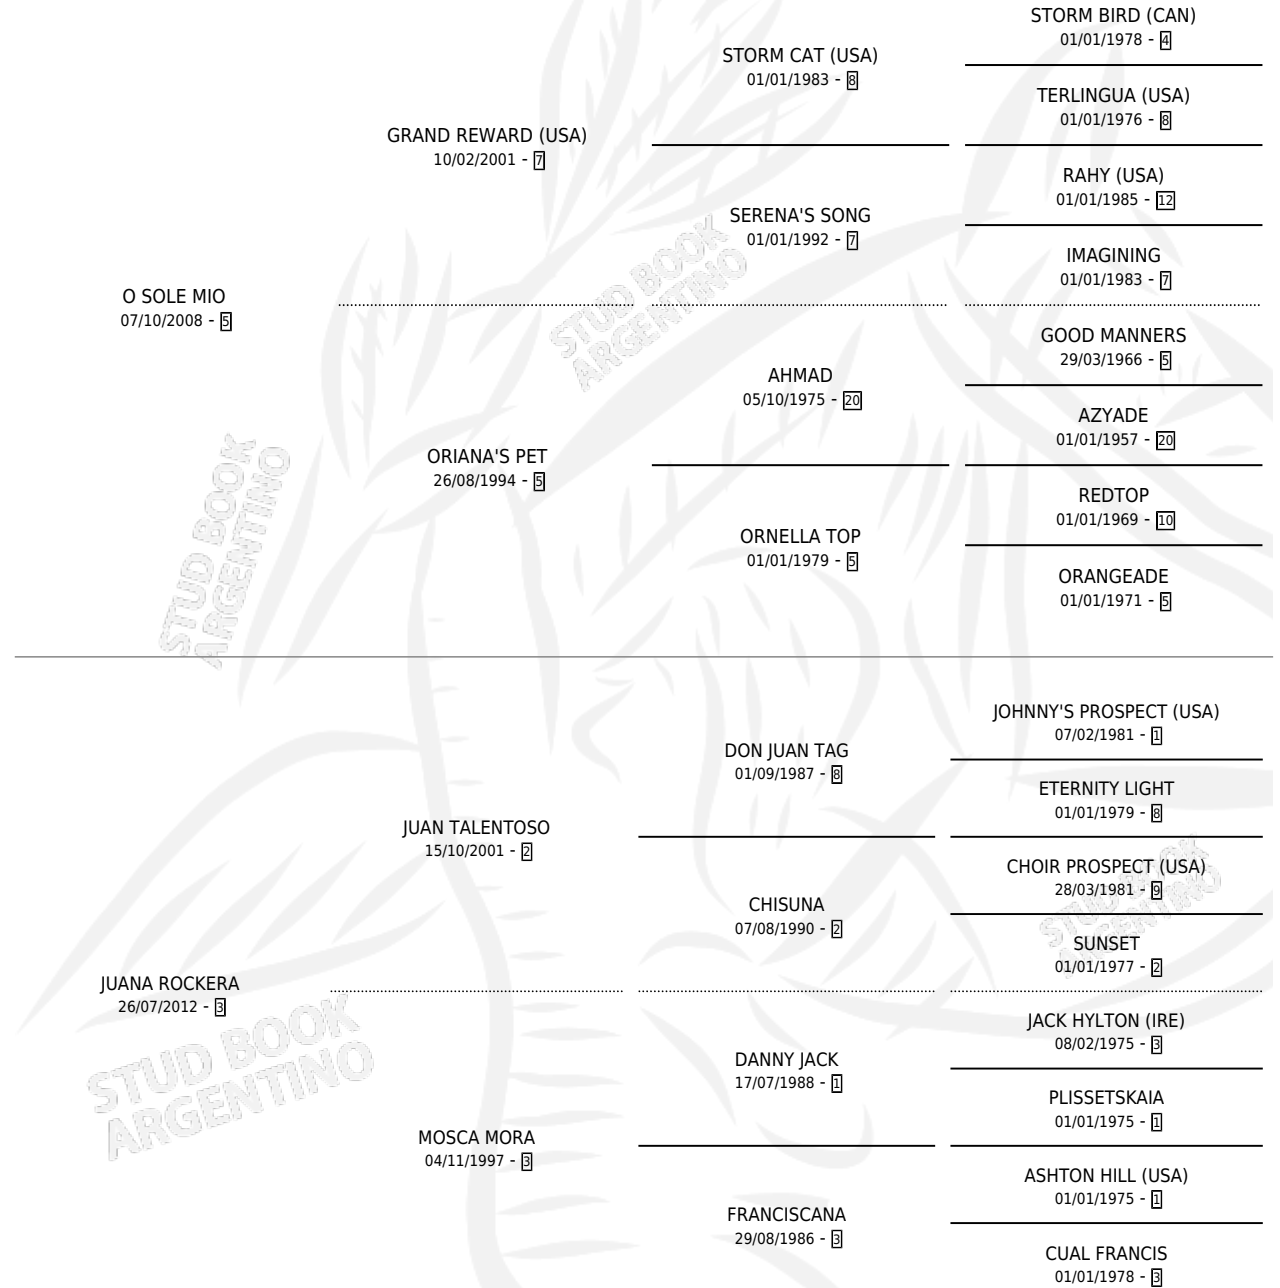 STORM BIRD (CAN)
01/01/1978 - 4
STORM CAT (USA)
01/01/1983 - 8
TERLINGUA (USA)
01/01/1976 - 8
GRAND REWARD (USA)
10/02/2001 - 7
RAHY (USA)
01/01/1985 - 12
SERENA'S SONG
01/01/1992 - 7
IMAGINING
01/01/1983 - 7
O SOLE MIO
07/10/2008 - 5
GOOD MANNERS
29/03/1966 - 5
AHMAD
05/10/1975 - 20
AZYADE
01/01/1957 - 20
ORIANA'S PET
26/08/1994 - 5
REDTOP
01/01/1969 - 10
ORNELLA TOP
01/01/1979 - 5
ORANGEADE
01/01/1971 - 5
STUD BOOK
ARGENTINO
STUD BOOK
ARGENTINO
JOHNNY'S PROSPECT (USA)
07/02/1981 - 1
DON JUAN TAG
01/09/1987 - 8
ETERNITY LIGHT
01/01/1979 - 8
JUAN TALENTOSO
15/10/2001 - 2
CHOIR PROSPECT (USA)
28/03/1981 - 9
CHISUNA
07/08/1990 - 2
SUNSET
01/01/1977 - 2
STUD BOOK
ARGENTINO
JUANA ROCKERA
26/07/2012 - 3
JACK HYLTON (IRE)
08/02/1975 - 3
DANNY JACK
17/07/1988 - 1
PLISSETSKAIA
01/01/1975 - 1
STUD BOOK
ARGENTINO
MOSCA MORA
04/11/1997 - 3
ASHTON HILL (USA)
01/01/1975 - 1
FRANCISCANA
29/08/1986 - 3
CUAL FRANCIS
01/01/1978 - 3